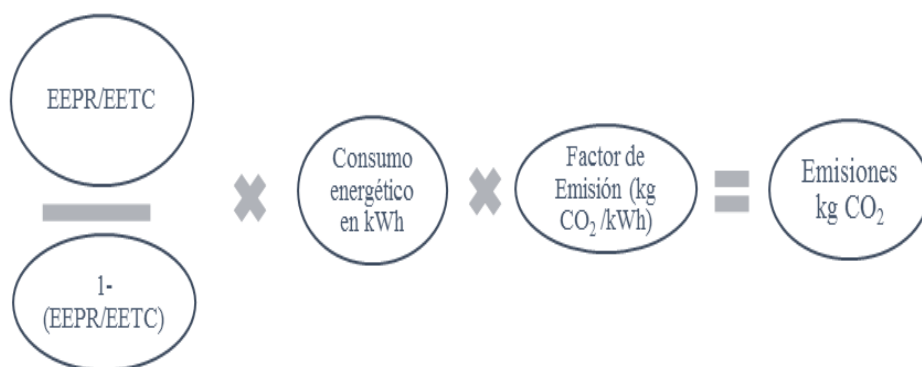 EEPR/EETC
1-
(EEPR/EETC)
Consumo
energético
en kWh
Factor de
Emisión (kg
CO₂ /kWh)
Emisiones
kg CO₂